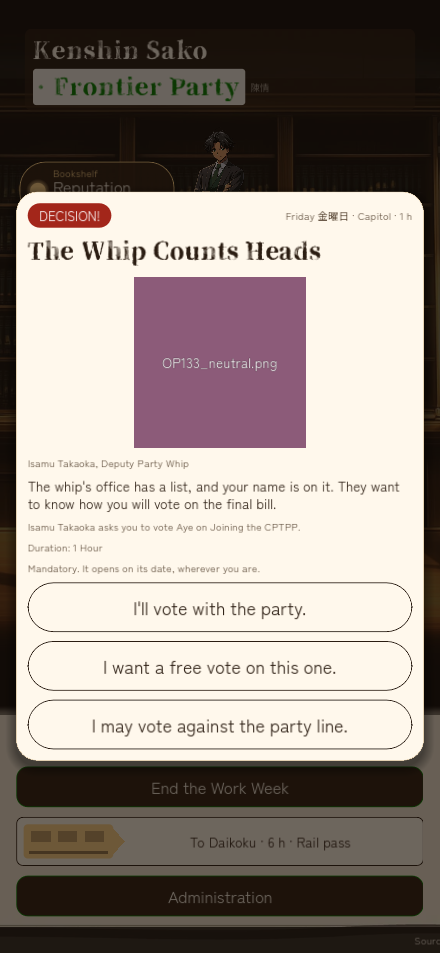 Kenshin Sako
· Frontier Party 陳情
Bookshelf
Reputation
DECISION!
Friday 金曜日 · Capitol · 1 h
The Whip Counts Heads
OP133_neutral.png
Isamu Takaoka, Deputy Party Whip
The whip's office has a list, and your name is on it. They want
to know how you will vote on the final bill.
Isamu Takaoka asks you to vote Aye on Joining the CPTPP.
Duration: 1 Hour
Mandatory. It opens on its date, wherever you are.
I'll vote with the party.
I want a free vote on this one.
I may vote against the party line.
End the Work Week
To Daikoku · 6 h · Rail pass
Administration
Sourc